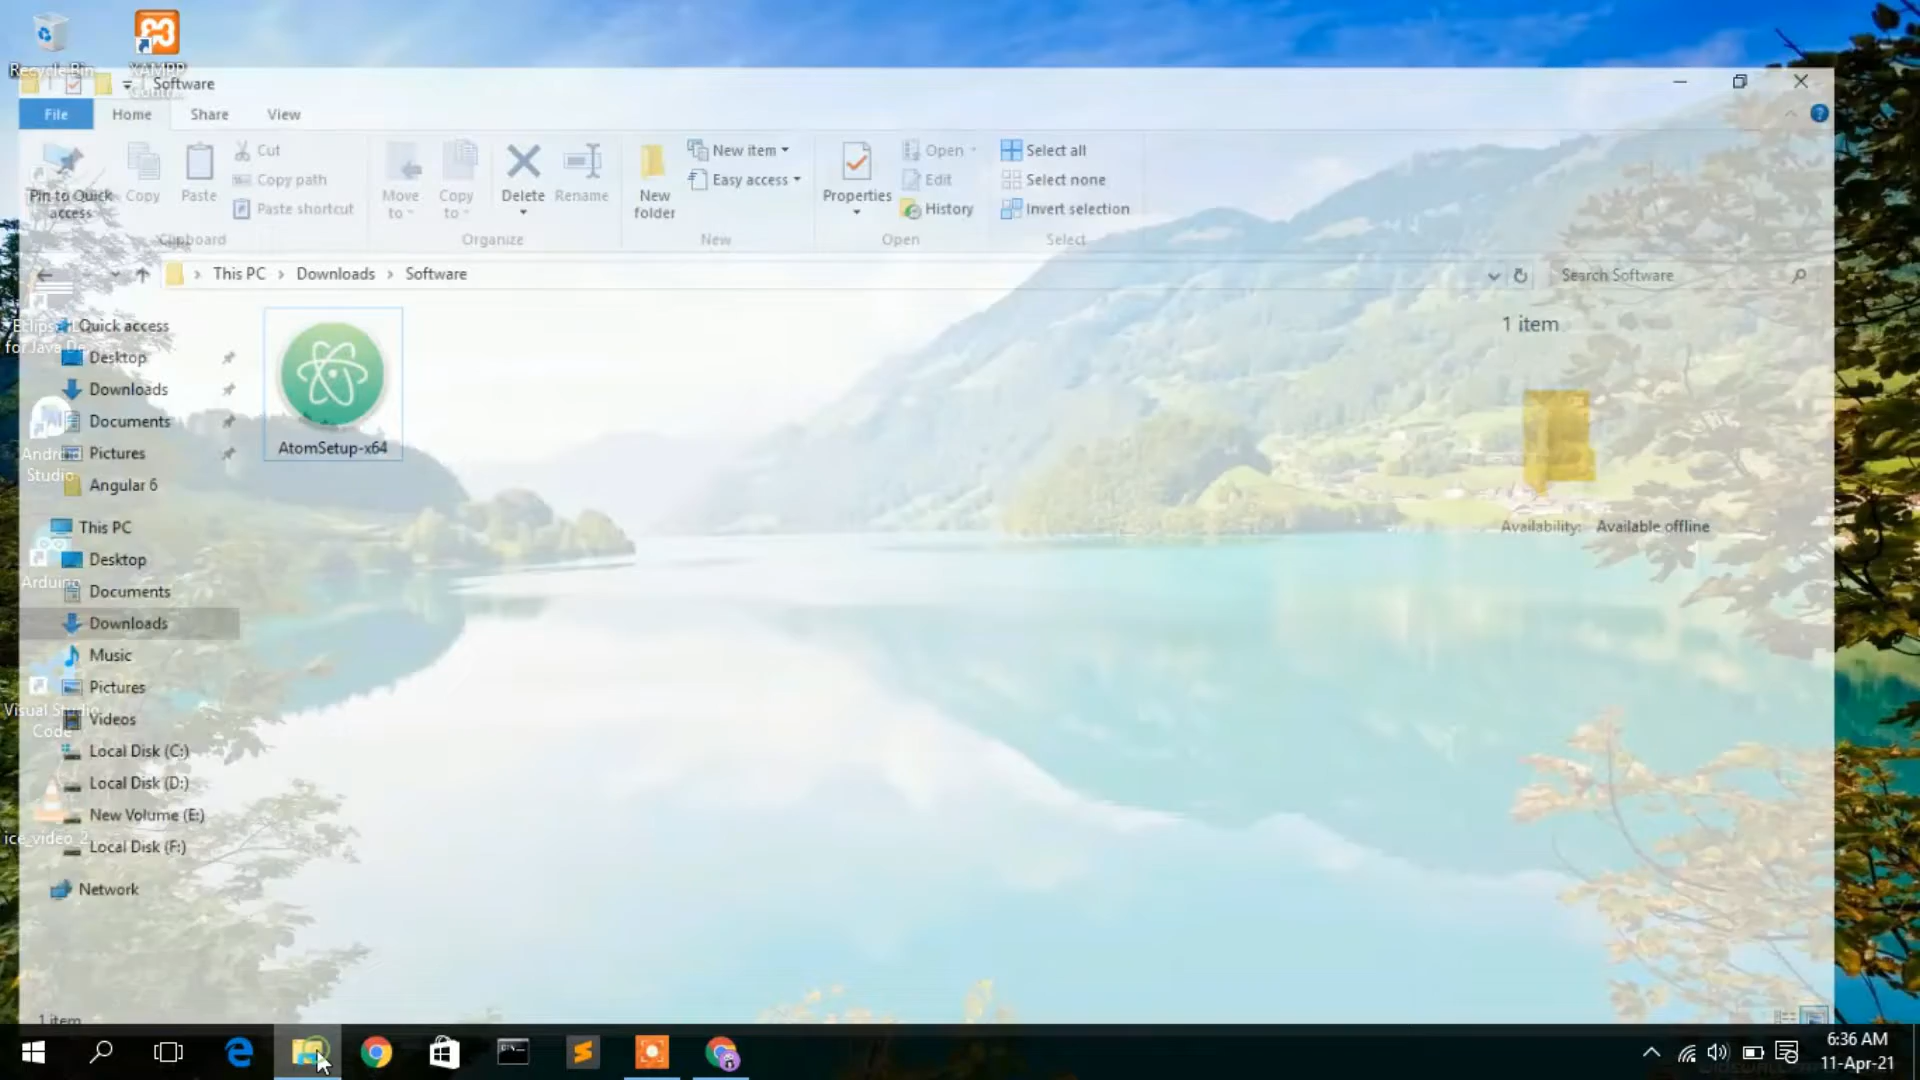 Recycle Bin
XAMPP
Software
File
Home
Share
View
Pin to Quick
access
Copy
Paste
Cut
Copy path
Paste shortcut
Clipboard
Move
to
Copy
to
Delete
Rename
Organize
New
folder
New item
Easy access
New
Properties
Open
Edit
History
Open
Select all
Select none
Invert selection
Select
This PC
Downloads
Software
Search Software
Quick access
Desktop
Downloads
Documents
Pictures
Angular 6
This PC
Desktop
Documents
Downloads
Music
Pictures
Videos
Local Disk (C:)
Local Disk (D:)
New Volume (E:)
Local Disk (F:)
Network
for Java De
Studio
Arduino
Visual Studio
Code
ice_video_2
AtomSetup-x64
1 item
Availability:
Available offline
1 item
6:36 AM
11-Apr-21